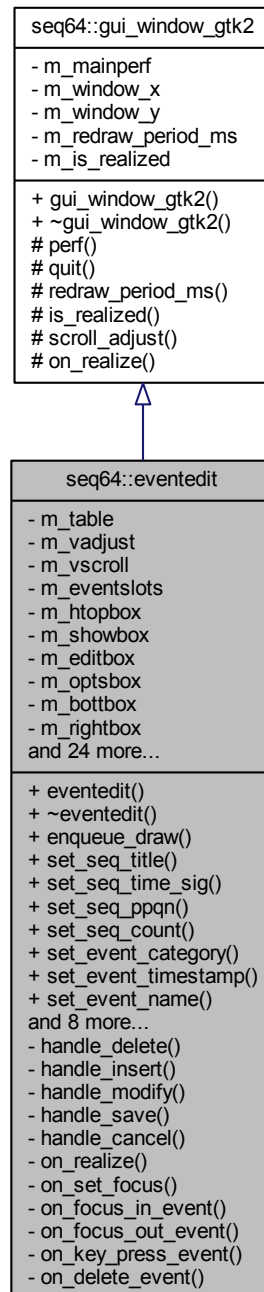 seq64::gui_window_gtk2
- m_mainperf
- m_window_x
- m_window_y
- m_redraw_period_ms
- m_is_realized
+ gui_window_gtk2()
+ ~gui_window_gtk2()
# perf()
# quit()
# redraw_period_ms()
# is_realized()
# scroll_adjust()
# on_realize()
seq64::eventedit
- m_table
- m_vadjust
- m_vscroll
- m_eventslots
- m_htopbox
- m_showbox
- m_editbox
- m_optsbox
- m_bottbox
- m_rightbox
and 24 more...
+ eventedit()
+ ~eventedit()
+ enqueue_draw()
+ set_seq_title()
+ set_seq_time_sig()
+ set_seq_ppqn()
+ set_seq_count()
+ set_event_category()
+ set_event_timestamp()
+ set_event_name()
and 8 more...
- handle_delete()
- handle_insert()
- handle_modify()
- handle_save()
- handle_cancel()
- on_realize()
- on_set_focus()
- on_focus_in_event()
- on_focus_out_event()
- on_key_press_event()
- on_delete_event()